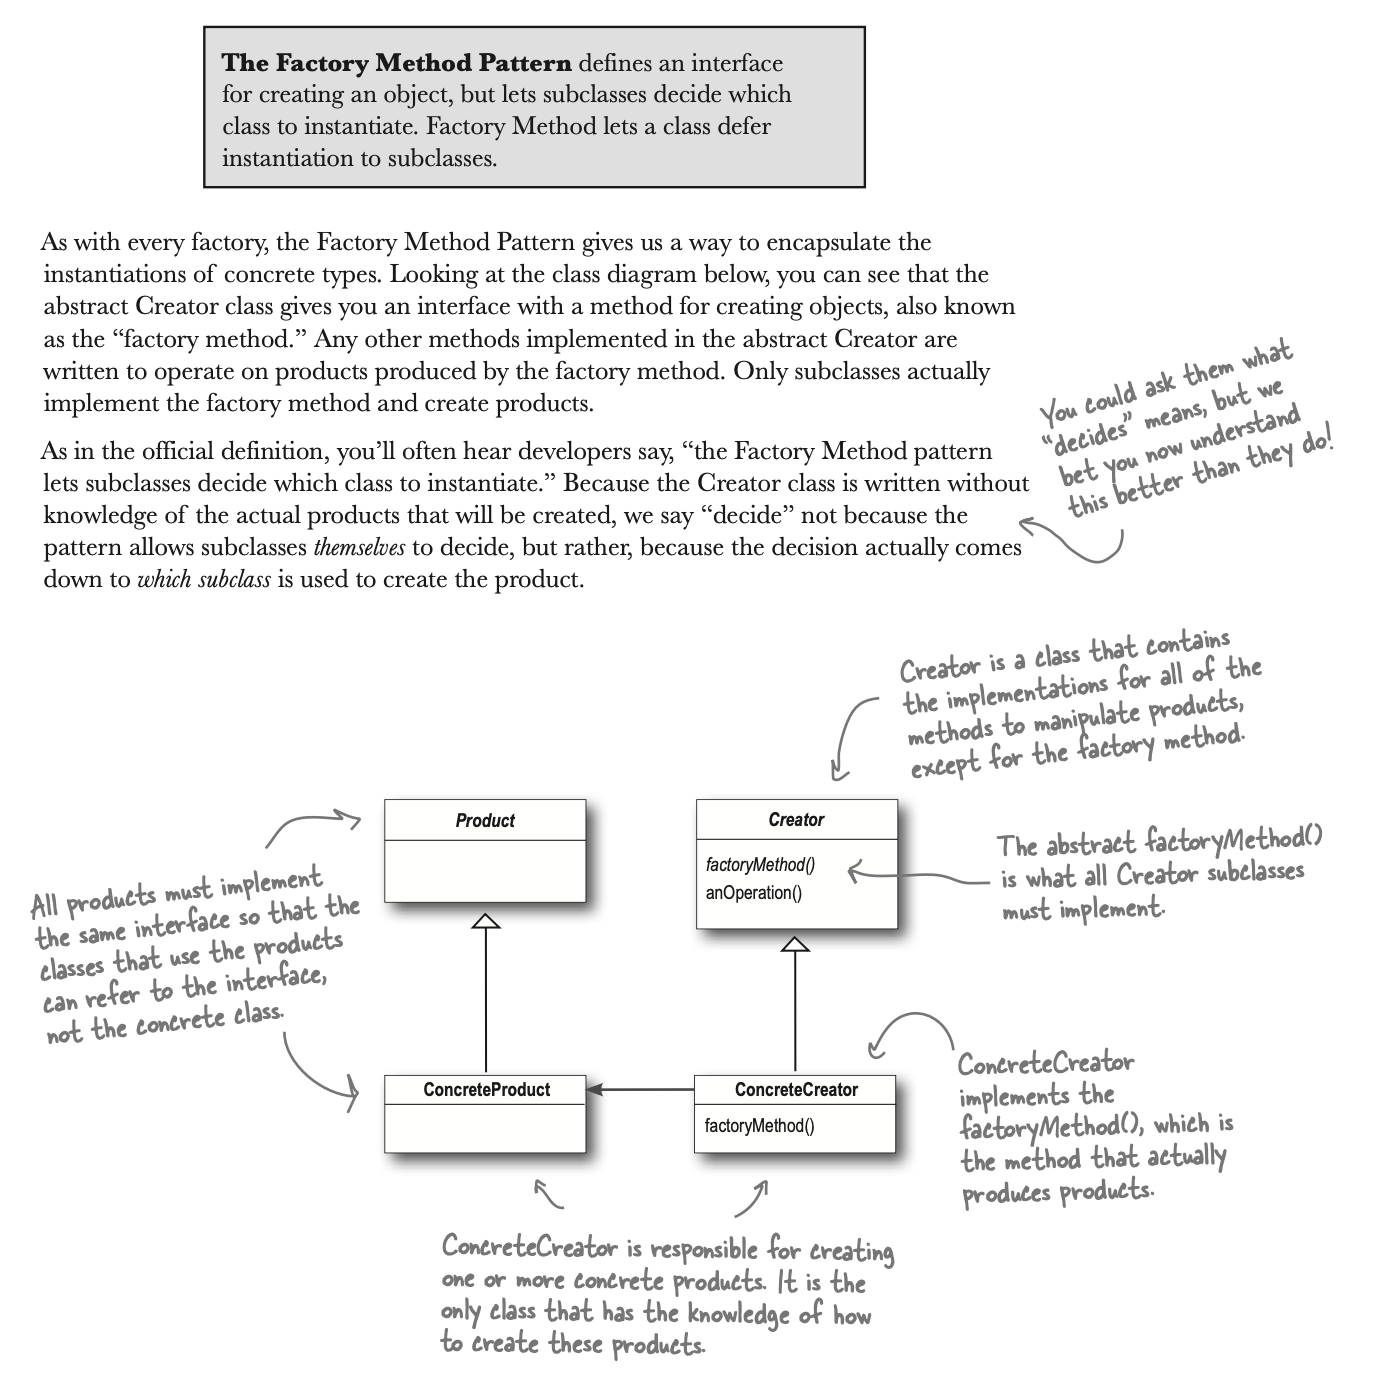 The Factory Method Pattern defines an interface
for creating an object, but lets subclasses decide which
class to instantiate. Factory Method lets a class defer
instantiation to subclasses.
As with every factory, the Factory Method Pattern gives us a way to encapsulate the
instantiations of concrete types. Looking at the class diagram below, you can see that the
abstract Creator class gives you an interface with a method for creating objects, also known
as the “factory method.” Any other methods implemented in the abstract Creator are
written to operate on products produced by the factory method. Only subclasses actually
implement the factory method and create products.
As in the official definition, you’ll often hear developers say, “the Factory Method pattern
lets subclasses decide which class to instantiate.” Because the Creator class is written without
knowledge of the actual products that will be created, we say “decide” not because the
pattern allows subclasses themselves to decide, but rather, because the decision actually comes
down to which subclass is used to create the product.
You could ask them what
“decides” means, but we
bet you now understand
this better than they do!
Creator is a class that contains
the implementations for all of the
methods to manipulate products,
except for the factory method.
Product
Creator
factoryMethod()
anOperation()
The abstract factoryMethod()
is what all Creator subclasses
must implement.
All products must implement
the same interface so that the
classes that use the products
can refer to the interface,
not the concrete class.
ConcreteProduct
ConcreteCreator
factoryMethod()
ConcreteCreator
implements the
factoryMethod(), which is
the method that actually
produces products.
ConcreteCreator is responsible for creating
one or more concrete products. It is the
only class that has the knowledge of how
to create these products.